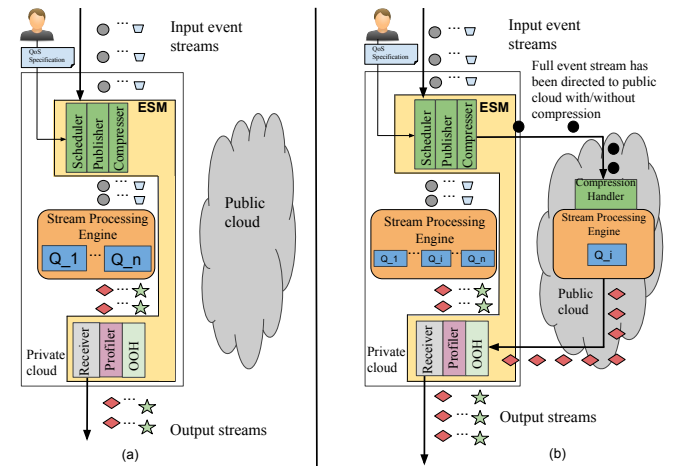 Input event
streams
QoS
Specification
...
...
...
ESM
Scheduler
Publisher
Compresser
...
...
Stream Processing
Engine
Q_1
...
Q_n
...
...
Public
cloud
Private
cloud
Receiver
Profiler
OOH
...
...
Output streams
(a)
Input event
streams
QoS
Specification
...
...
...
Full event stream has
been directed to public
cloud with/without
compression
ESM
Scheduler
Publisher
Compresser
...
...
...
Compression
Handler
Stream Processing
Engine
Q_1
...
Q_i
...
Q_n
Stream Processing
Engine
Q_i
...
...
Public
cloud
Private
cloud
Receiver
Profiler
OOH
...
...
...
Output streams
(b)